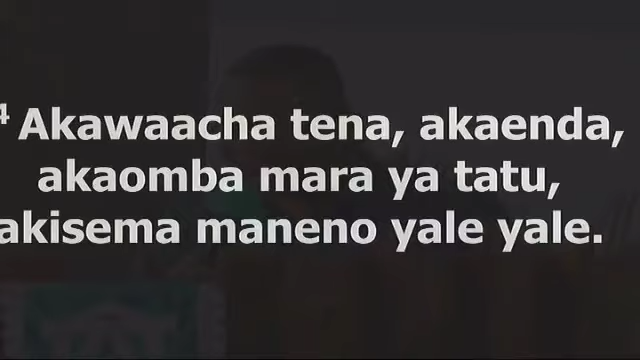 4 Akawaacha tena, akaenda,
akaomba mara ya tatu,
akisema maneno yale yale.